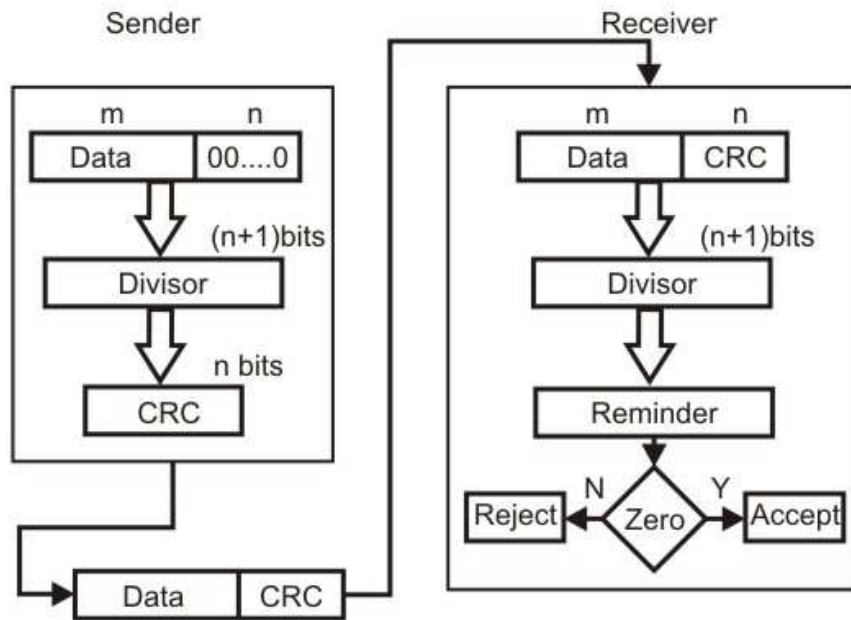 Sender
m n
Data 00....0
(n+1)bits
Divisor
n bits
CRC
Data CRC
Receiver
m n
Data CRC
(n+1)bits
Divisor
Reminder
N Y
Reject Zero Accept